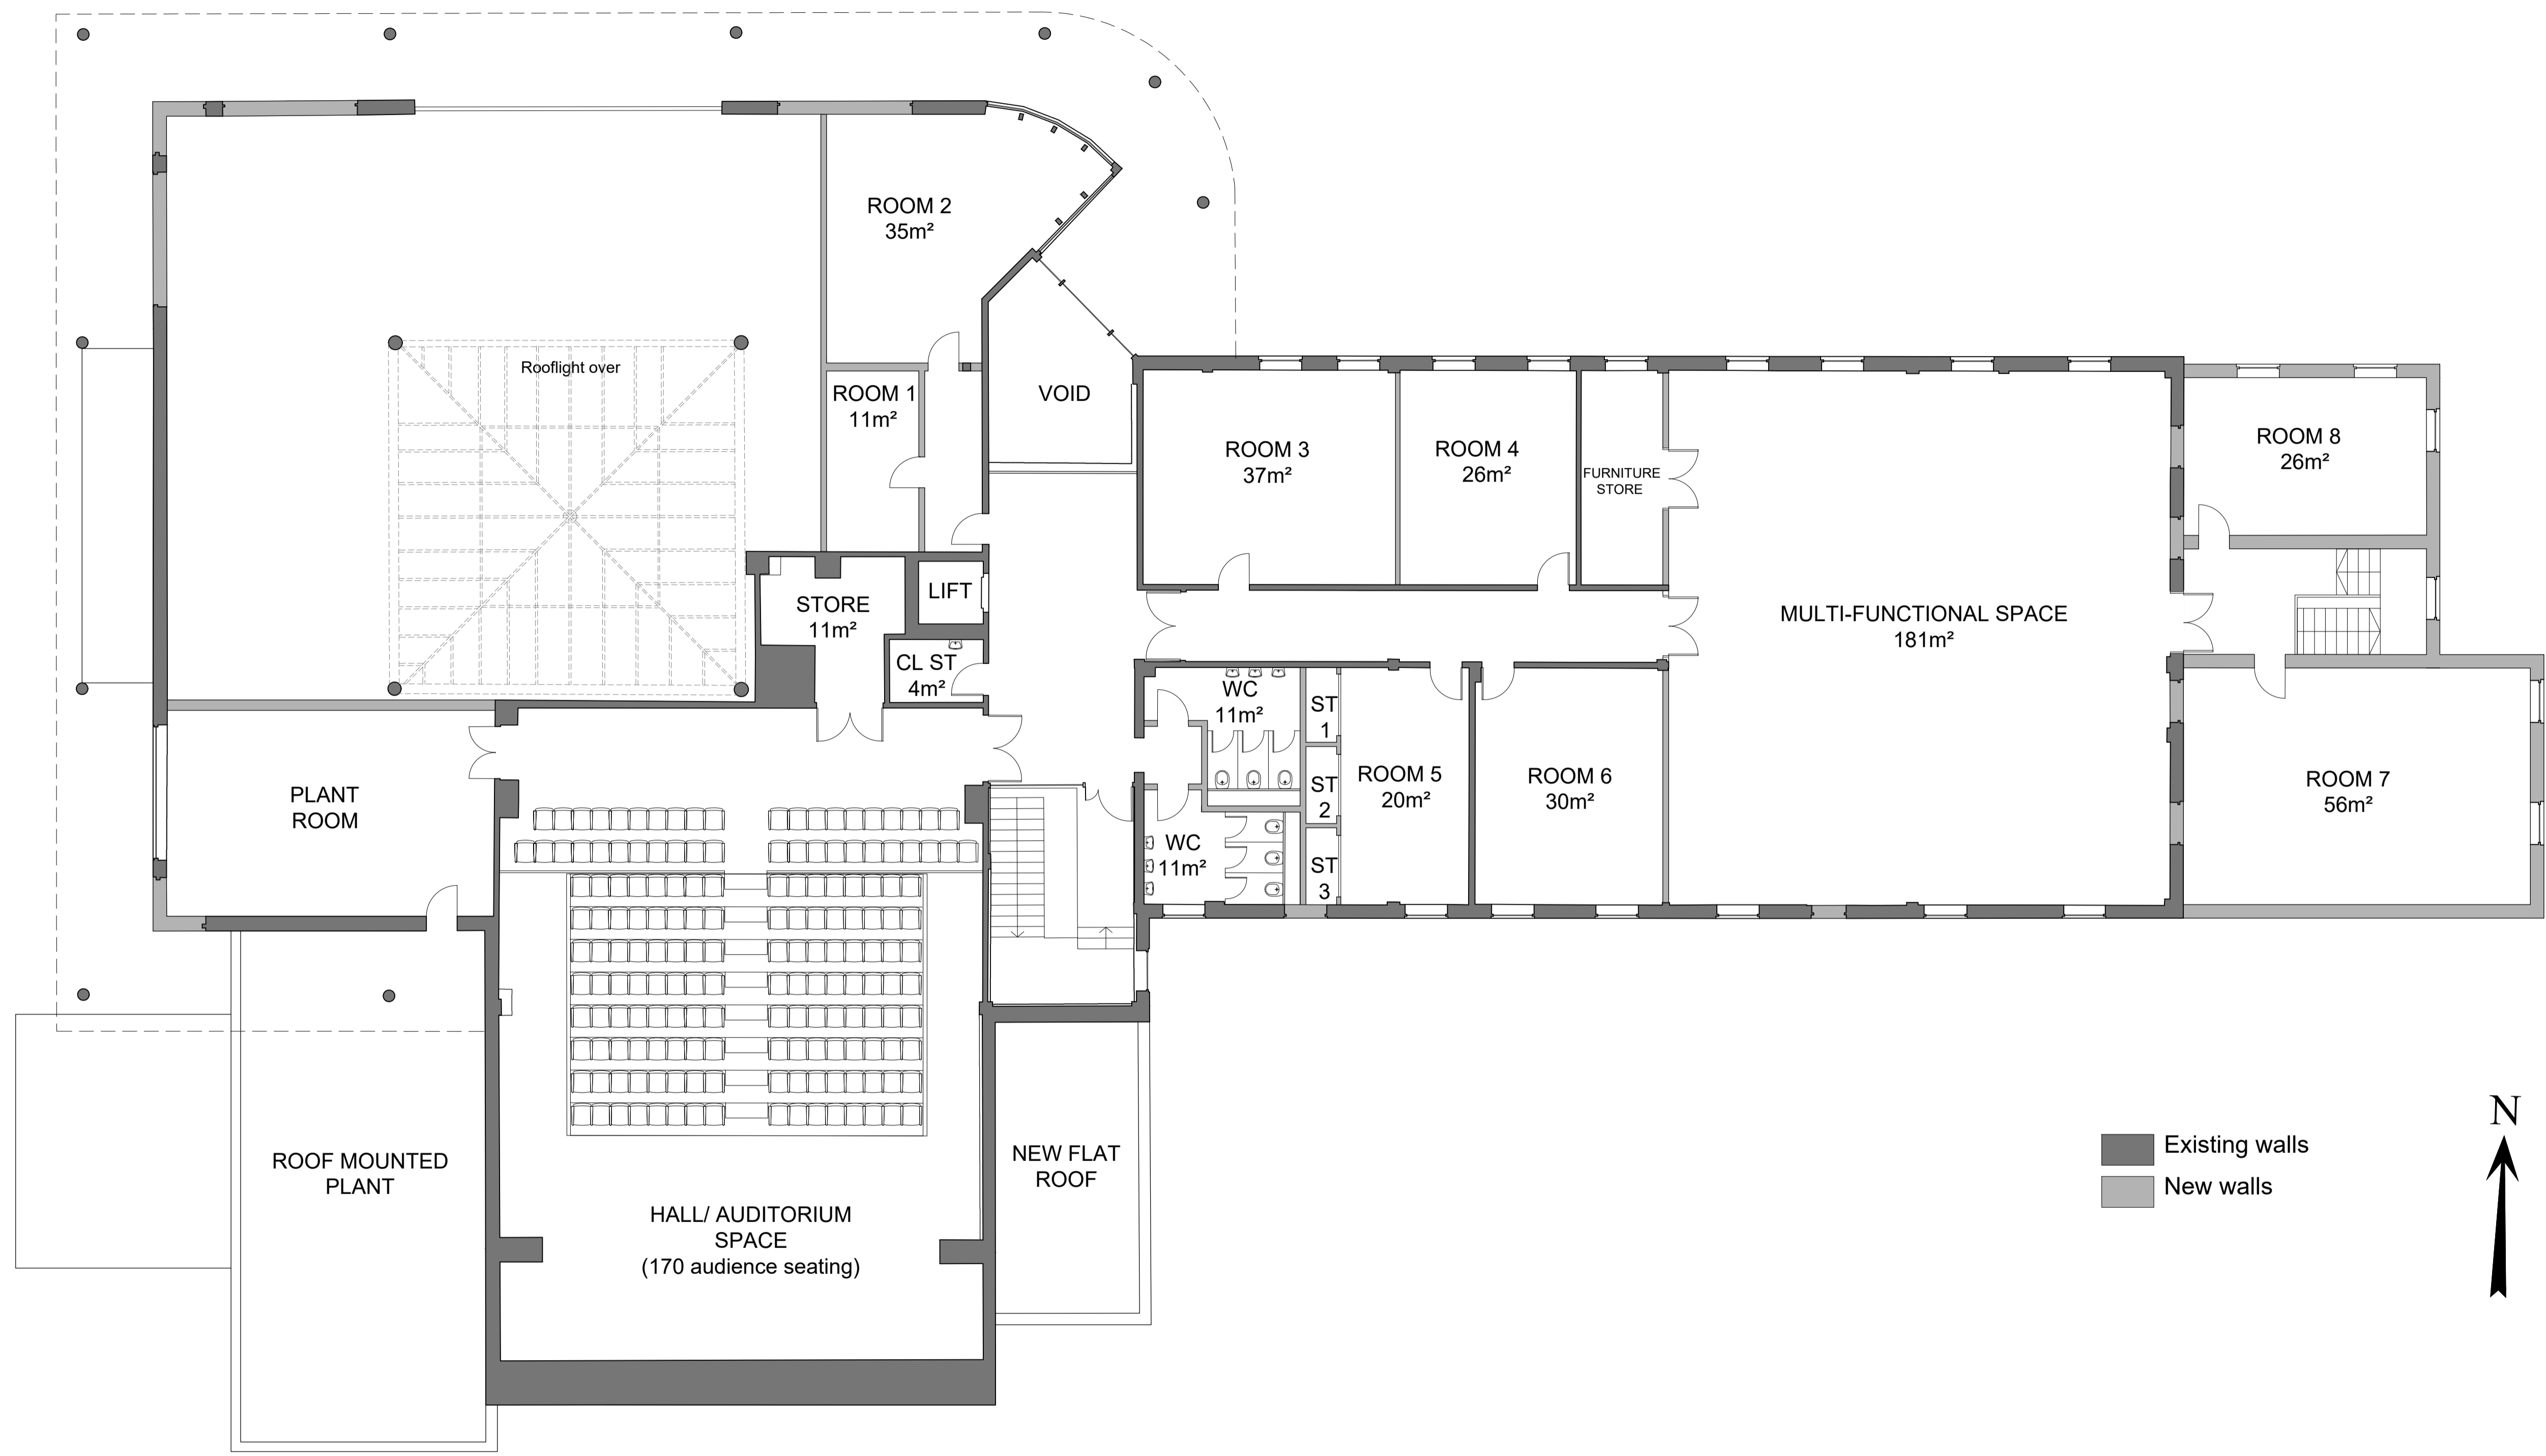 ROOM 2
35m²
Rooflight over
ROOM 1
11m²
VOID
ROOM 3
37m²
ROOM 4
26m²
FURNITURE
STORE
ROOM 8
26m²
LIFT
STORE
11m²
MULTI-FUNCTIONAL SPACE
181m²
CL ST
4m²
WC
11m²
ST
1
ST
2
ST
3
ROOM 5
20m²
ROOM 6
30m²
ROOM 7
56m²
PLANT
ROOM
WC
11m²
ROOF MOUNTED
PLANT
HALL/ AUDITORIUM
SPACE
(170 audience seating)
NEW FLAT
ROOF
Existing walls
New walls
N